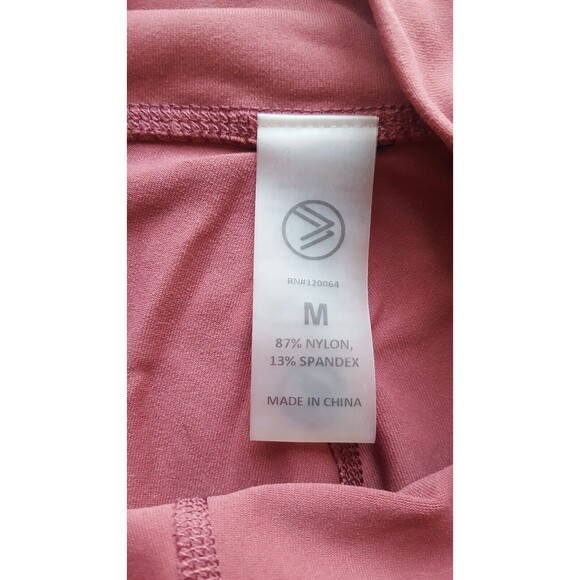 RN#120064
M
87% NYLON,
13% SPANDEX
MADE IN CHINA